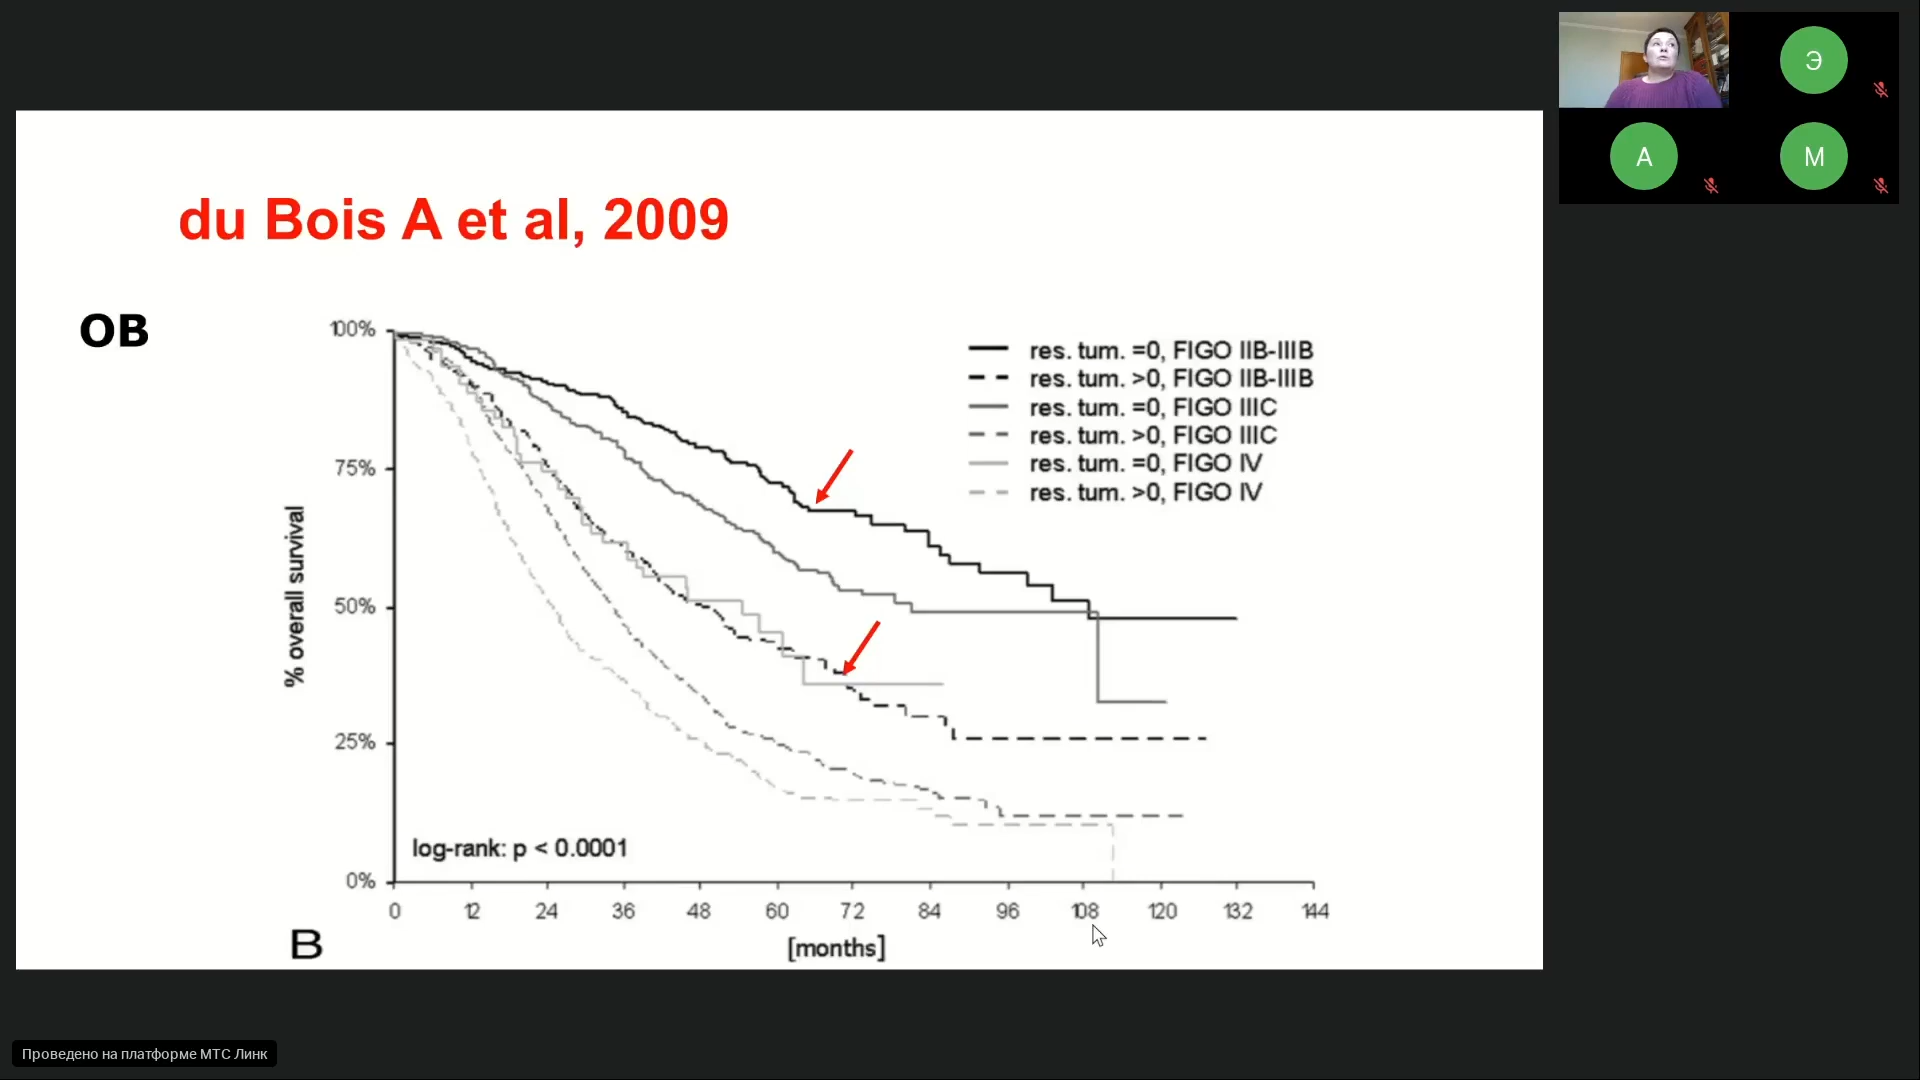 Э
А
М
du Bois A et al, 2009
ОВ
100%
75%
50%
25%
0%
% overall survival
res. tum. =0, FIGO IIB-IIIB
res. tum. >0, FIGO IIB-IIIB
res. tum. =0, FIGO IIIC
res. tum. >0, FIGO IIIC
res. tum. =0, FIGO IV
res. tum. >0, FIGO IV
log-rank: p < 0.0001
0 12 24 36 48 60 72 84 96 108 120 132 144
[months]
B
Проведено на платформе МТС Линк